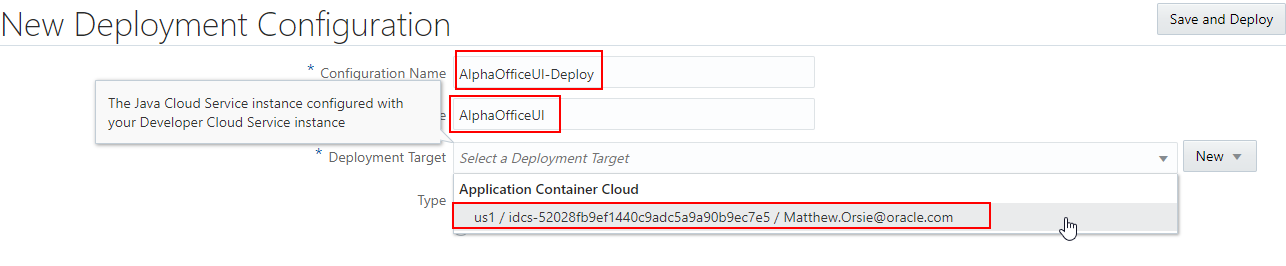 New Deployment Configuration
Save and Deploy
* Configuration Name AlphaOfficeUI-Deploy
The Java Cloud Service instance configured with
your Developer Cloud Service instance
e AlphaOfficeUI
* Deployment Target Select a Deployment Target New
Type
Application Container Cloud
us1 / idcs-52028fb9ef1440c9adc5a9a90b9ec7e5 / Matthew.Orsie@oracle.com